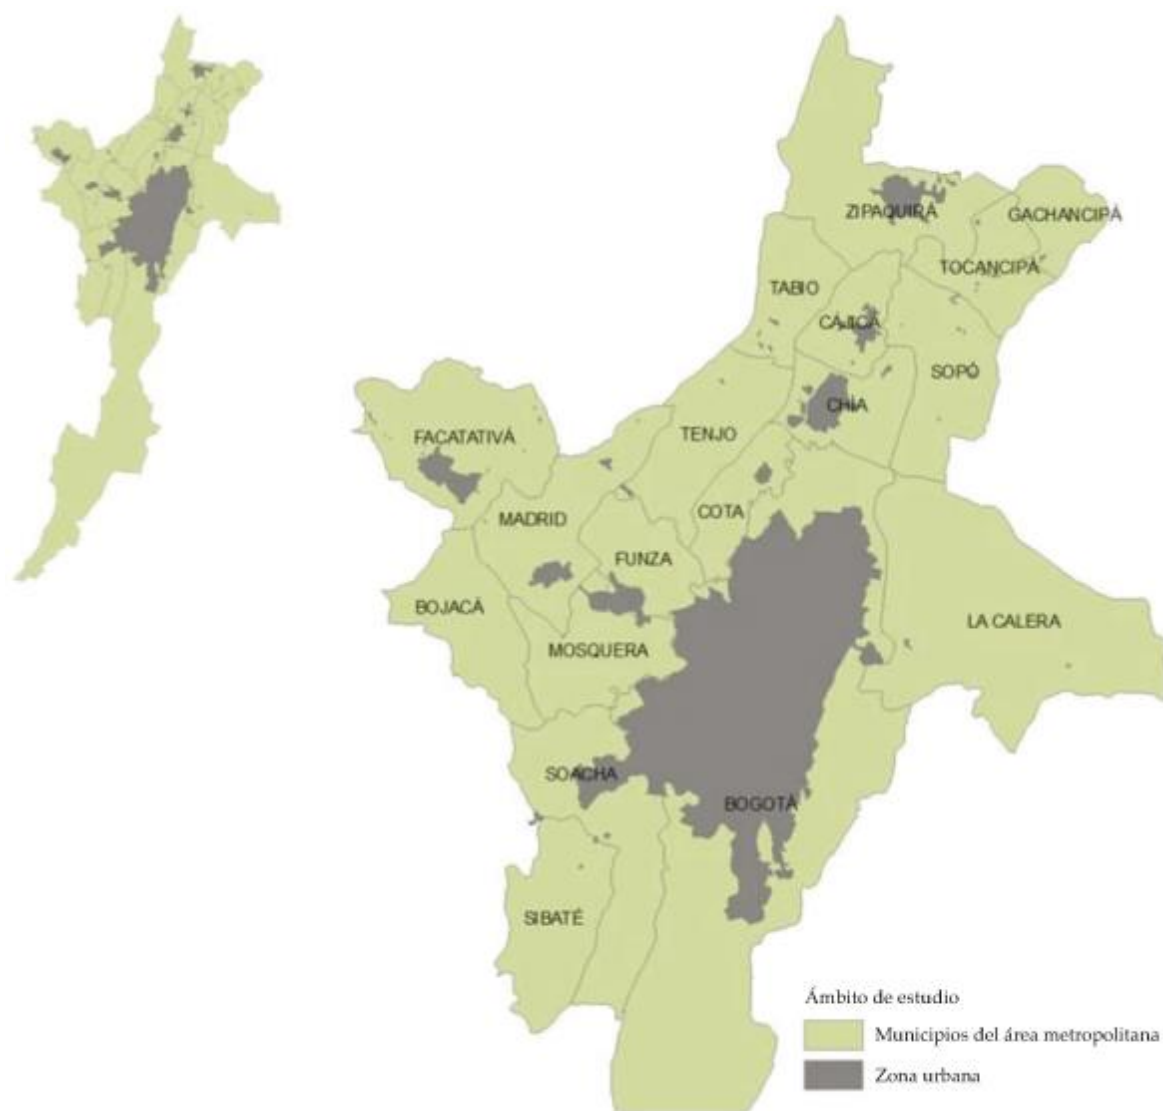 ZIPAQUIRÁ
GACHANCIPÁ
TOCANCIPÁ
TABIO
CAJICÁ
SOPÓ
CHÍA
FACATATIVÁ
TENJO
MADRID
COTA
FUNZA
BOJACÁ
LA CALERA
MOSQUERA
SOACHA
BOGOTÁ
SIBATÉ
Ámbito de estudio
Municipios del área metropolitana
Zona urbana